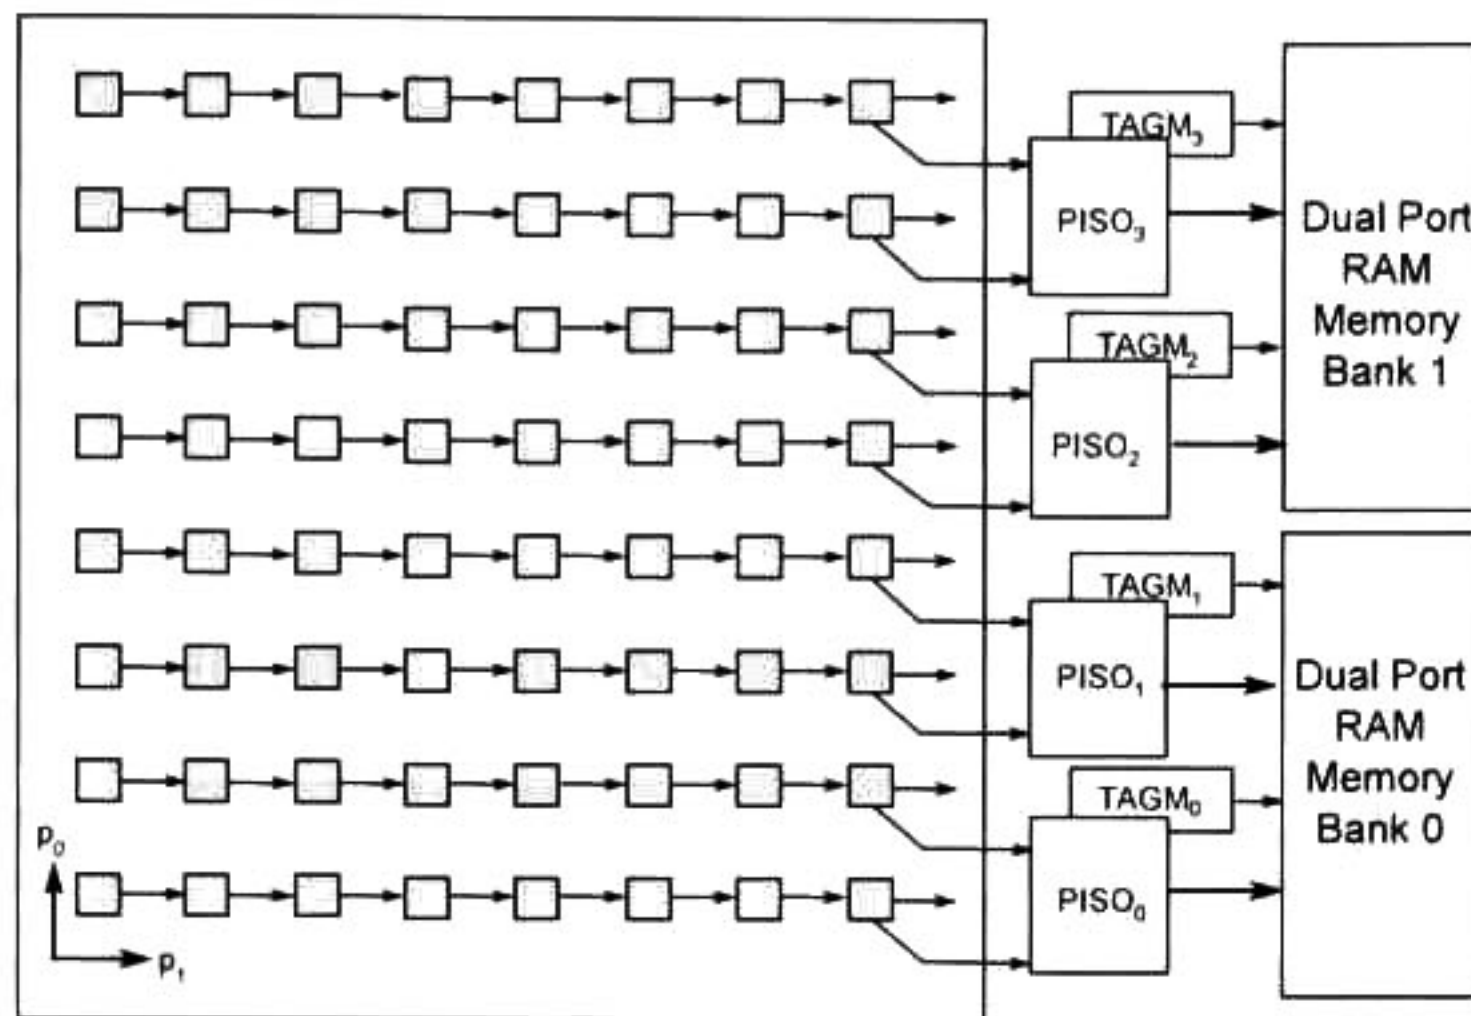 TAGM₃
PISO₃
Dual Port
RAM
Memory
Bank 1
TAGM₂
PISO₂
TAGM₁
PISO₁
Dual Port
RAM
Memory
Bank 0
TAGM₀
PISO₀
p₀
p₁